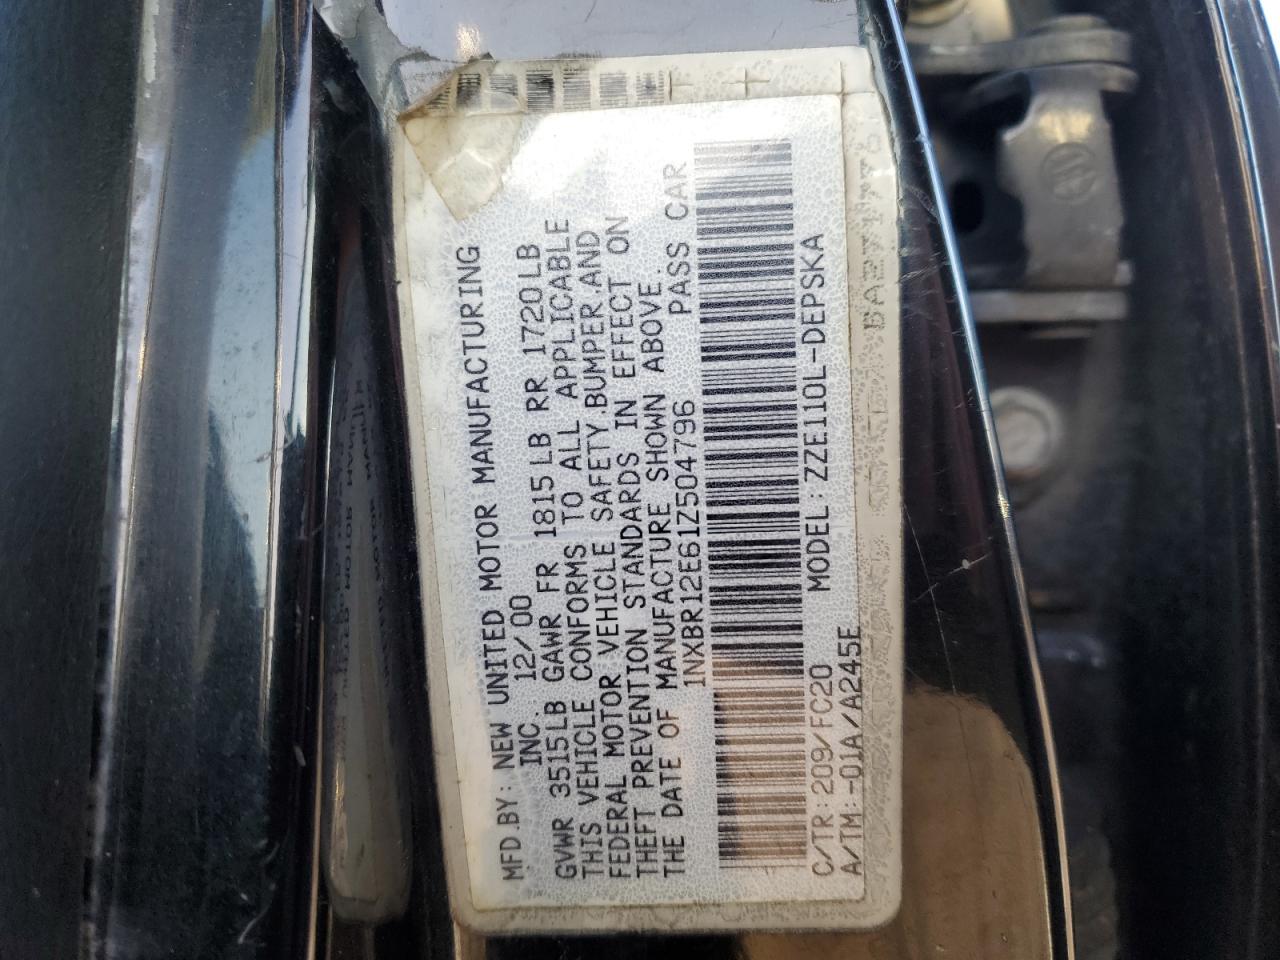 MFD.BY: NEW UNITED MOTOR MANUFACTURING
INC. 12/00
GVWR 3515LB GAWR FR 1815LB RR 1720LB
THIS VEHICLE CONFORMS TO ALL APPLICABLE
FEDERAL MOTOR VEHICLE SAFETY,BUMPER AND
THEFT PREVENTION STANDARDS IN EFFECT ON
THE DATE OF MANUFACTURE SHOWN ABOVE.
1NXBR12E61Z504796 PASS CAR
C/TR:209/FC20 MODEL:ZZE110L-DEPSKA
A/TM:-01A/A245E